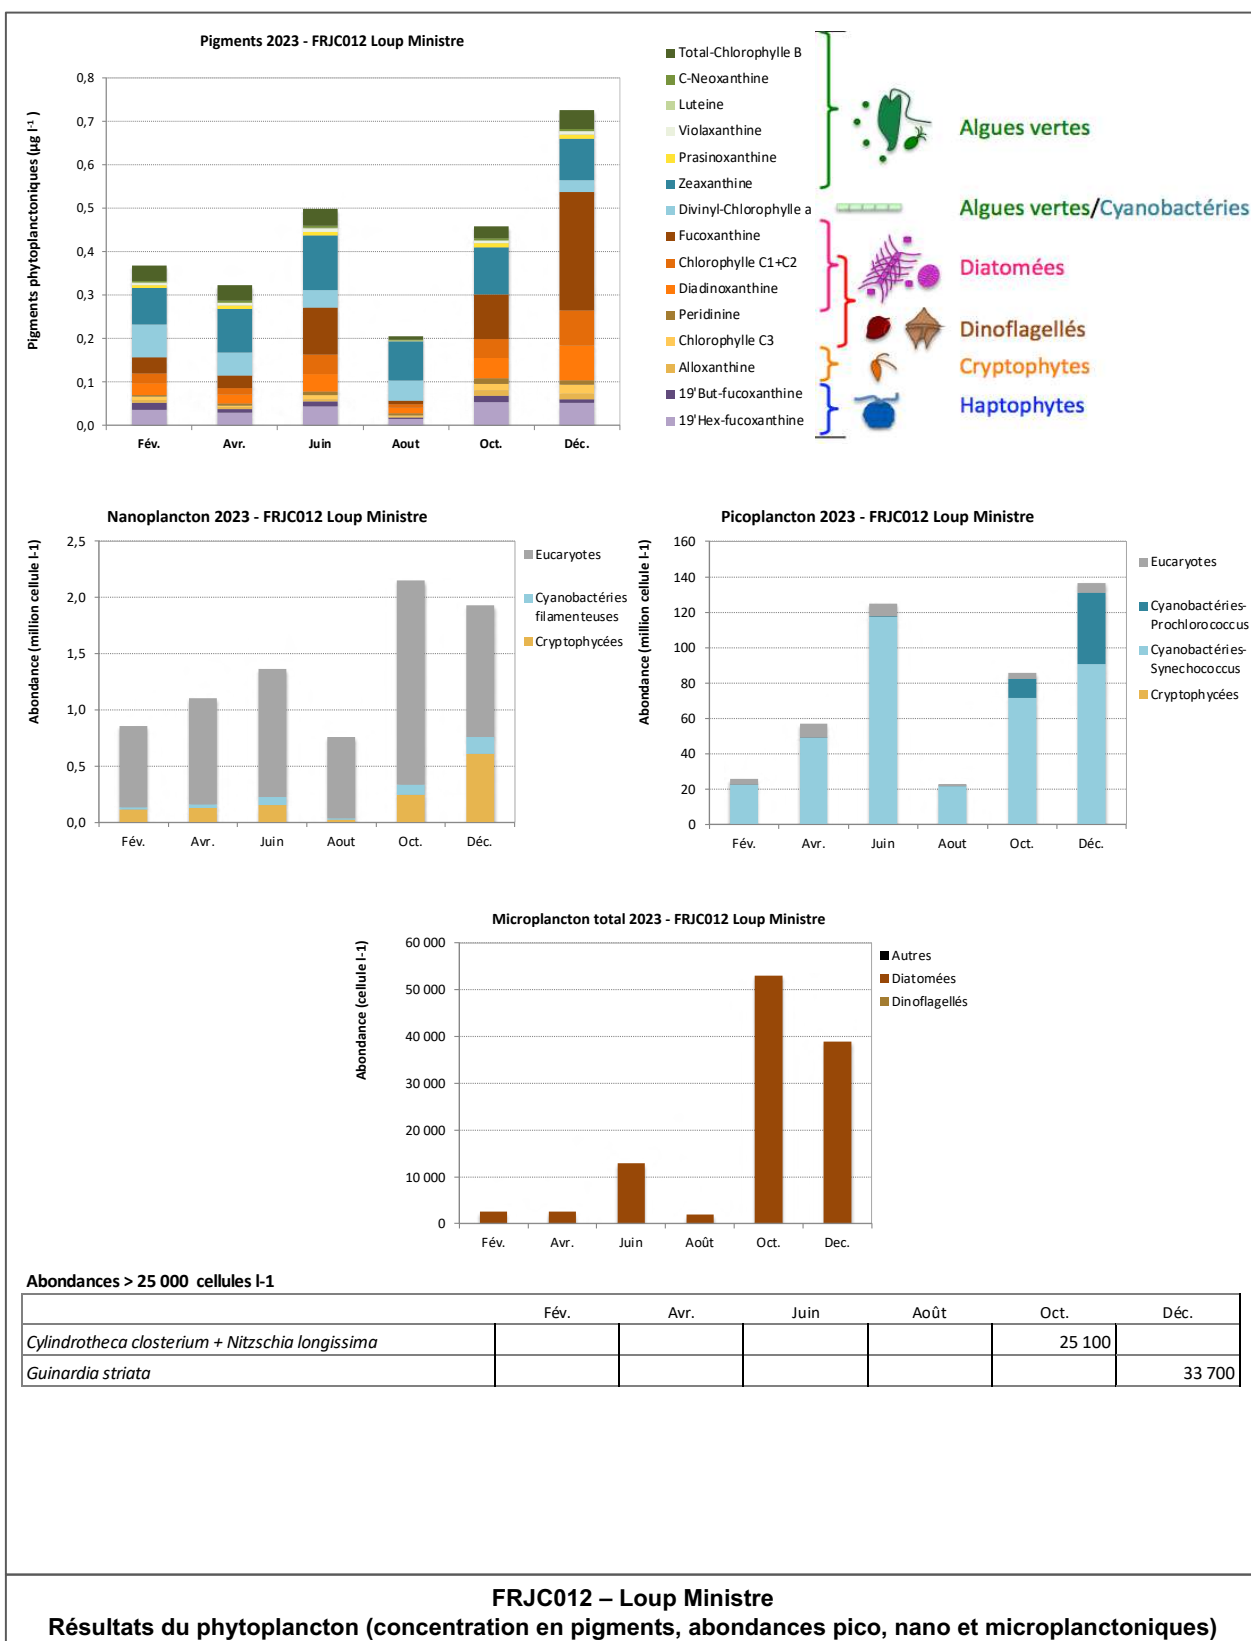 Pigments 2023 - FRJC012 Loup Ministre
Pigments phytoplanctoniques (µg l-1)
0,8
0,7
0,6
0,5
0,4
0,3
0,2
0,1
0,0
Fév.
Avr.
Juin
Aout
Oct.
Déc.
Total-Chlorophylle B
C-Neoxanthine
Luteine
Violaxanthine
Prasinoxanthine
Zeaxanthine
Divinyl-Chlorophylle a
Fucoxanthine
Chlorophylle C1+C2
Diadinoxanthine
Peridinine
Chlorophylle C3
Alloxanthine
19'But-fucoxanthine
19'Hex-fucoxanthine
Algues vertes
Algues vertes/Cyanobactéries
Diatomées
Dinoflagellés
Cryptophytes
Haptophytes
Nanoplancton 2023 - FRJC012 Loup Ministre
Abondance (million cellule l-1)
2,5
2,0
1,5
1,0
0,5
0,0
Fév.
Avr.
Juin
Aout
Oct.
Déc.
Eucaryotes
Cyanobactéries
filamenteuses
Cryptophycées
Picoplancton 2023 - FRJC012 Loup Ministre
Abondance (million cellule l-1)
160
140
120
100
80
60
40
20
0
Fév.
Avr.
Juin
Aout
Oct.
Déc.
Eucaryotes
Cyanobactéries-
Prochlorococcus
Cyanobactéries-
Synechococcus
Cryptophycées
Microplancton total 2023 - FRJC012 Loup Ministre
Abondance (cellule l-1)
60 000
50 000
40 000
30 000
20 000
10 000
0
Fév.
Avr.
Juin
Août
Oct.
Dec.
Autres
Diatomées
Dinoflagellés
Abondances > 25 000 cellules l-1
Fév. Avr. Juin Août Oct. Déc.
Cylindrotheca closterium + Nitzschia longissima 25 100
Guinardia striata 33 700
FRJC012 – Loup Ministre
Résultats du phytoplancton (concentration en pigments, abondances pico, nano et microplanctoniques)